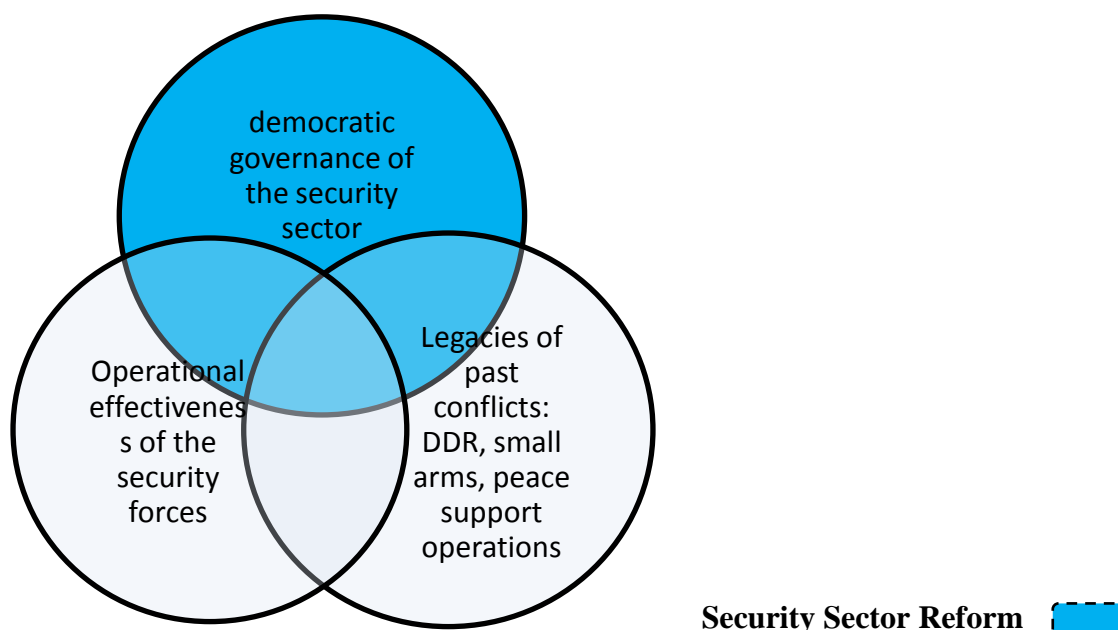 democratic
governance of
the security
sector
Operational
effectivenes
s of the
security
forces
Legacies of
past
conflicts:
DDR, small
arms, peace
support
operations
Security Sector Reform